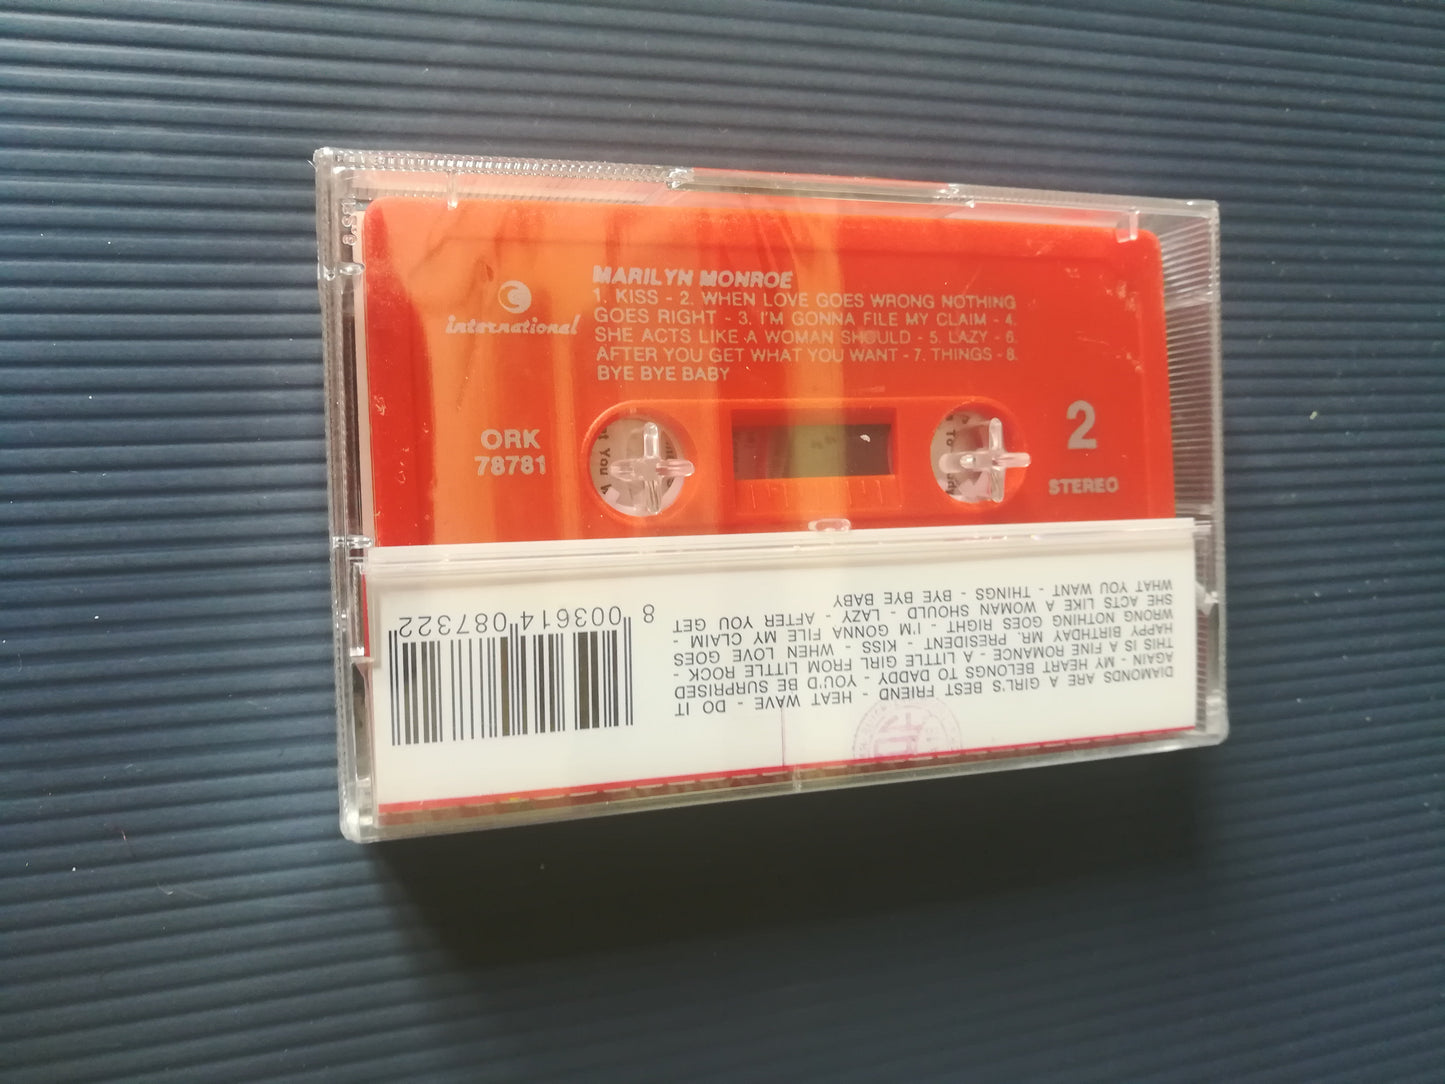 international
MARILYN MONROE
1. KISS - 2. WHEN LOVE GOES WRONG NOTHING
GOES RIGHT - 3. I'M GONNA FILE MY CLAIM - 4.
SHE ACTS LIKE A WOMAN SHOULD - 5. LAZY - 6.
AFTER YOU GET WHAT YOU WANT - 7. THINGS - 8.
BYE BYE BABY
ORK
78781
2
STEREO
DIAMONDS ARE A GIRL'S BEST FRIEND - HEAT WAVE - DO IT
AGAIN - MY HEART BELONGS TO DADDY - YOU'D BE SURPRISED
THIS IS A FINE ROMANCE - A LITTLE GIRL FROM LITTLE ROCK -
HAPPY BIRTHDAY MR. PRESIDENT - KISS - WHEN LOVE GOES
WRONG NOTHING GOES RIGHT - I'M GONNA FILE MY CLAIM -
SHE ACTS LIKE A WOMAN SHOULD - LAZY - AFTER YOU GET
WHAT YOU WANT - THINGS - BYE BYE BABY
8 003614 087322